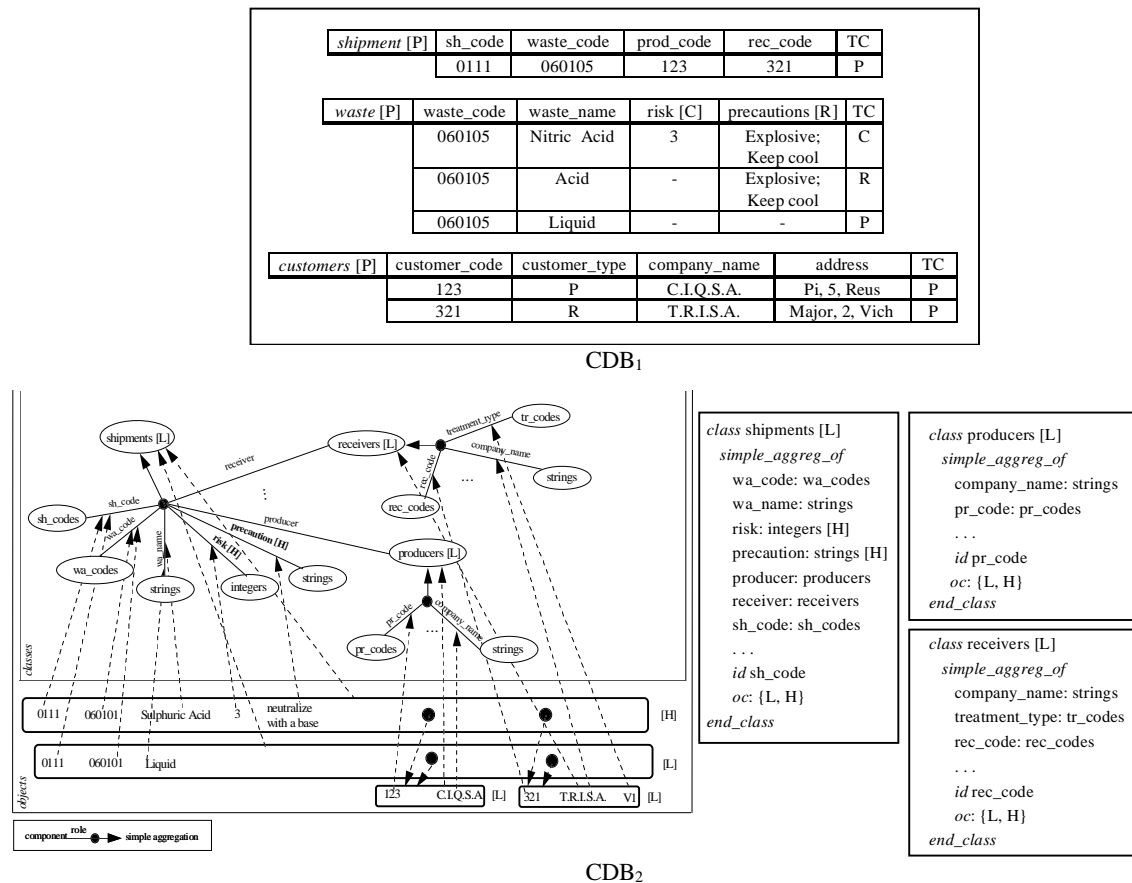 shipment [P] sh_code waste_code prod_code rec_code TC
0111 060105 123 321 P
waste [P] waste_code waste_name risk [C] precautions [R] TC
060105 Nitric Acid 3 Explosive; Keep cool C
060105 Acid - Explosive; Keep cool R
060105 Liquid - - P
customers [P] customer_code customer_type company_name address TC
123 P C.I.Q.S.A. Pi, 5, Reus P
321 R T.R.I.S.A. Major, 2, Vich P
CDB1
shipments [L]
receiver
receivers [L]
treatment_type
tr_codes
company_name
strings
rec_code
...
rec_codes
...
sh_code
sh_codes
wa_code
wa_codes
wa_name
strings
risk [H]
integers
precaution [H]
strings
producer
producers [L]
pr_code
pr_codes
...
company_name
strings
classes
0111 060101 Sulphuric Acid 3 neutralize with a base [H]
0111 060101 Liquid [L]
123 C.I.Q.S.A [L]
321 T.R.I.S.A. V1 [L]
objects
component role simple aggregation
class shipments [L]
simple_aggreg_of
wa_code: wa_codes
wa_name: strings
risk: integers [H]
precaution: strings [H]
producer: producers
receiver: receivers
sh_code: sh_codes
. . .
id sh_code
oc: {L, H}
end_class
class producers [L]
simple_aggreg_of
company_name: strings
pr_code: pr_codes
. . .
id pr_code
oc: {L, H}
end_class
class receivers [L]
simple_aggreg_of
company_name: strings
treatment_type: tr_codes
rec_code: rec_codes
. . .
id rec_code
oc: {L, H}
end_class
CDB2